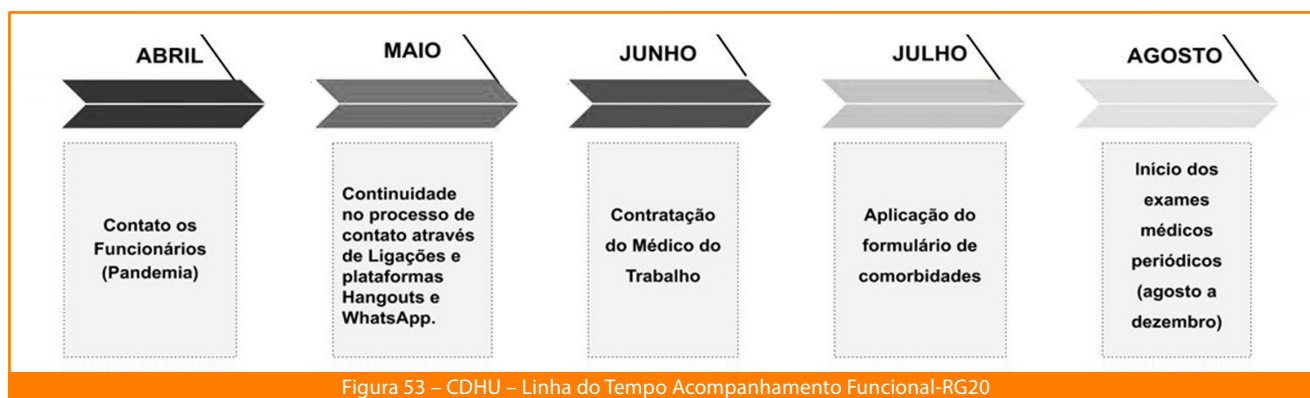 ABRIL
MAIO
JUNHO
JULHO
AGOSTO
Contato os
Funcionários
(Pandemia)
Continuidade
no processo de
contato através
de Ligações e
plataformas
Hangouts e
WhatsApp.
Contratação
do Médico do
Trabalho
Aplicação do
formulário de
comorbidades
Início dos
exames
médicos
periódicos
(agosto a
dezembro)
Figura 53 – CDHU – Linha do Tempo Acompanhamento Funcional-RG20